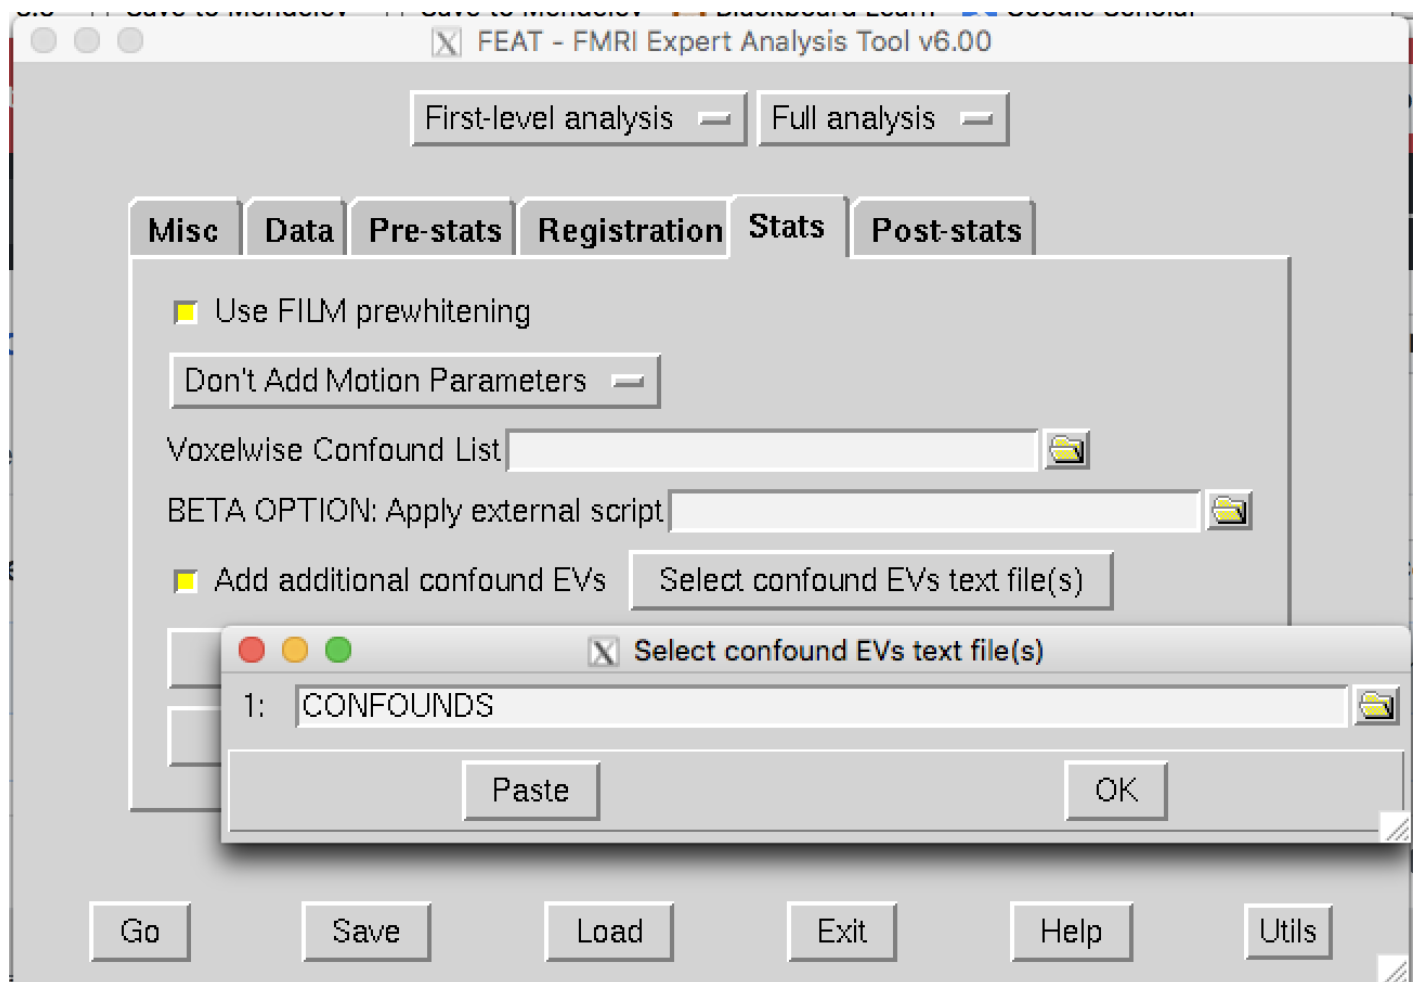 FEAT - FMRI Expert Analysis Tool v6.00
First-level analysis Full analysis
Misc Data Pre-stats Registration Stats Post-stats
Use FILM prewhitening
Don't Add Motion Parameters
Voxelwise Confound List
BETA OPTION: Apply external script
Add additional confound EVs Select confound EVs text file(s)
Select confound EVs text file(s)
1: CONFOUNDS
Paste OK
Go Save Load Exit Help Utils